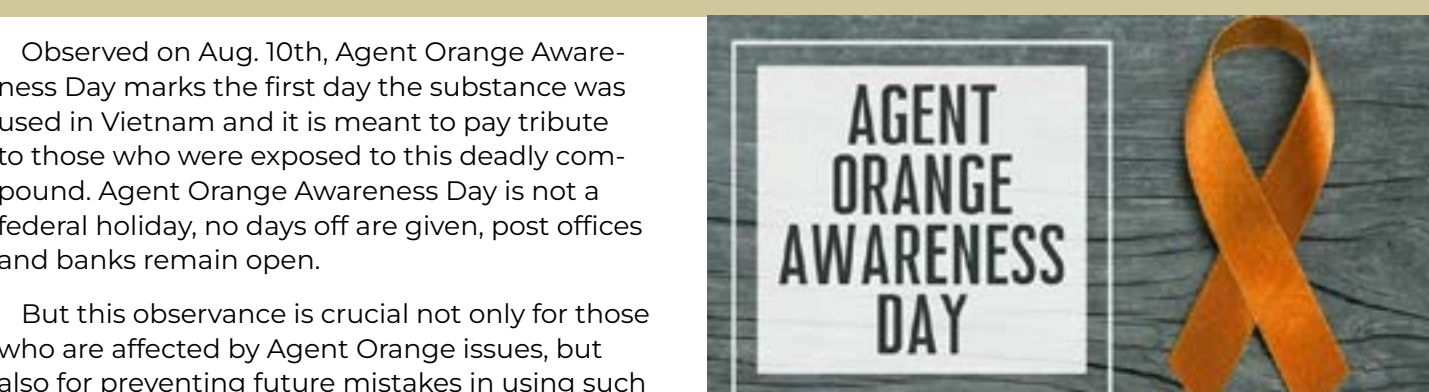 Observed on Aug. 10th, Agent Orange Aware-
ness Day marks the first day the substance was
used in Vietnam and it is meant to pay tribute
to those who were exposed to this deadly com-
pound. Agent Orange Awareness Day is not a
federal holiday, no days off are given, post offices
and banks remain open.
But this observance is crucial not only for those
who are affected by Agent Orange issues, but
also for preventing future mistakes in using such
AGENT
ORANGE
AWARENESS
DAY